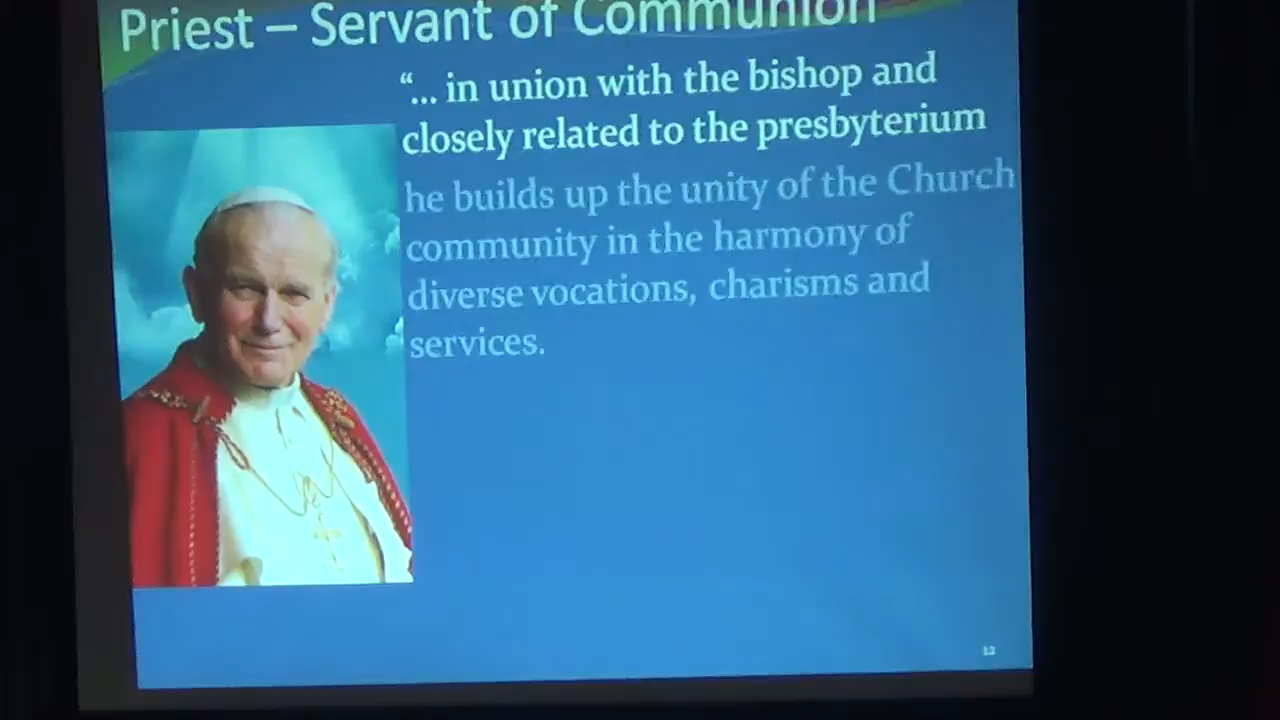 Priest – Servant of Communion
“... in union with the bishop and
closely related to the presbyterium
he builds up the unity of the Church
community in the harmony of
diverse vocations, charisms and
services.